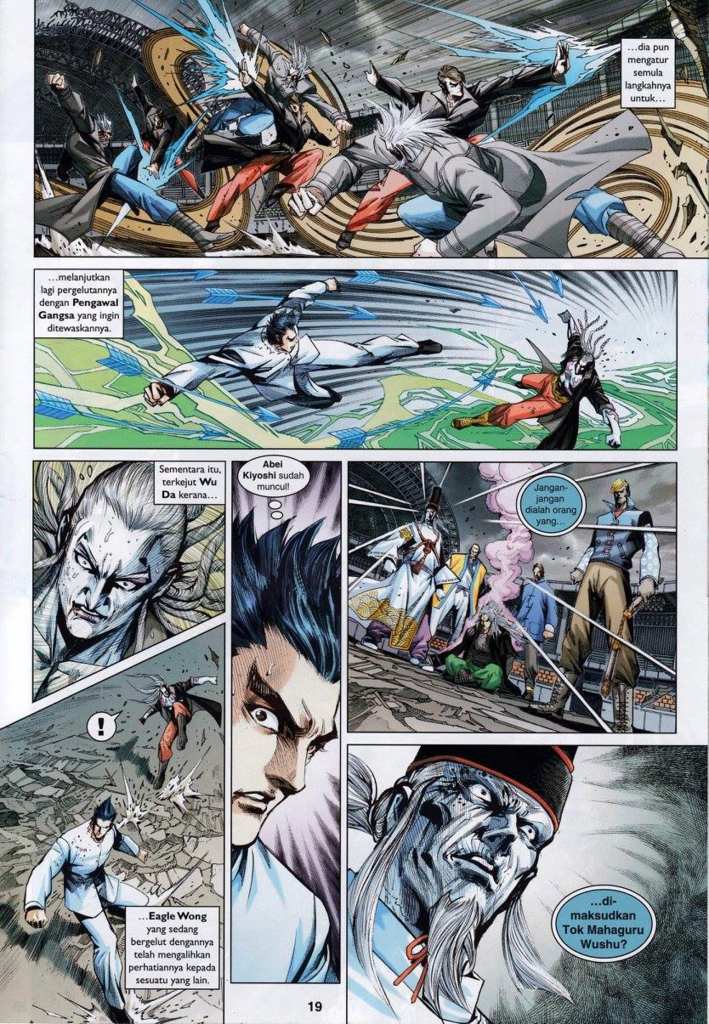 ...dia pun
mengatur
semula
langkahnya
untuk...
...melanjutkan
lagi pergelutannya
dengan Pengawal
Gangsa yang ingin
ditewaskannya.
Sementara itu,
terkejut Wu
Da kerana...
!
...Eagle Wong
yang sedang
bergelut dengannya
telah mengalihkan
perhatiannya kepada
sesuatu yang lain.
Abei
Kiyoshi sudah
muncul!
Jangan-
jangan
dialah orang
yang...
...di-
maksudkan
Tok Mahaguru
Wushu?
19